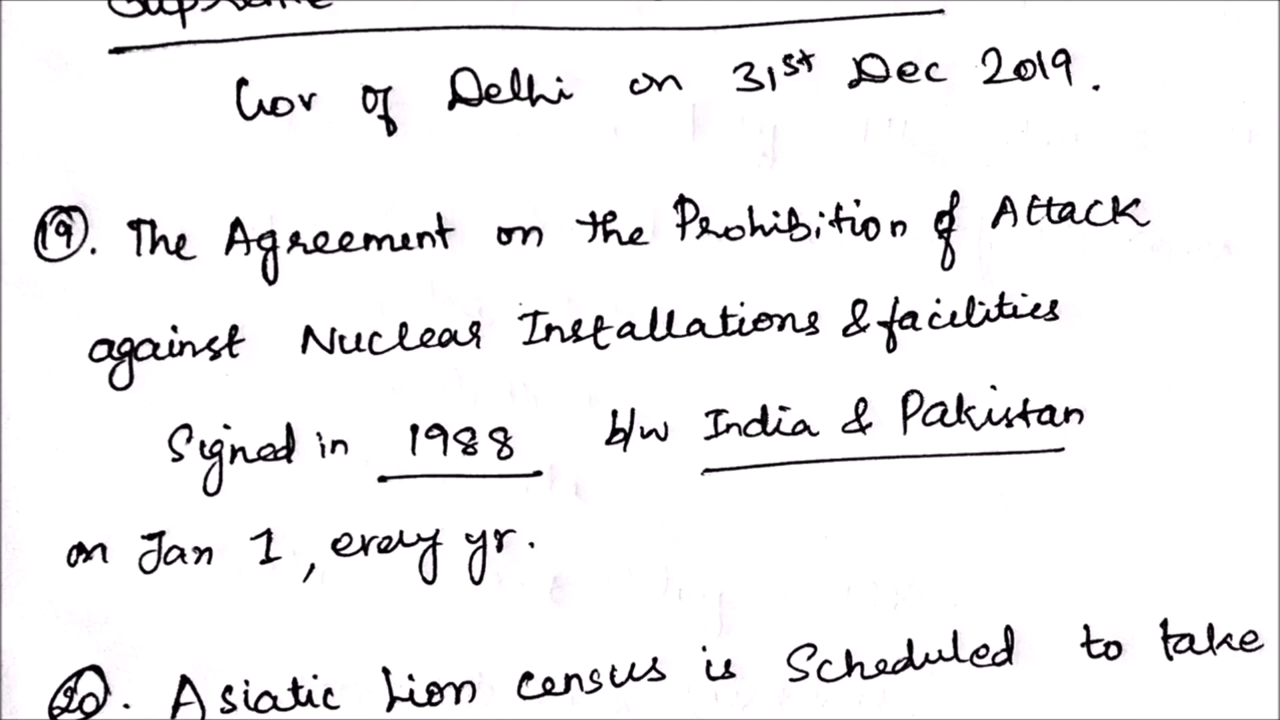 Supreme
Gov of Delhi on 31st Dec 2019.
19. The Agreement on the Prohibition of Attack
against Nuclear Installations & facilities
Signed in 1988 b/w India & Pakistan
on Jan 1, every yr.
20. Asiatic Lion census is Scheduled to take